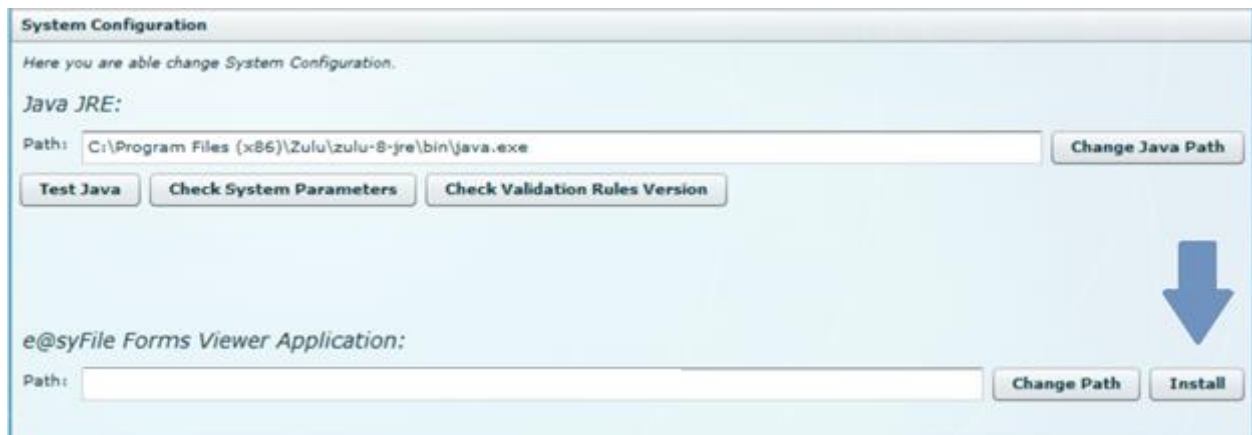 System Configuration
Here you are able change System Configuration.
Java JRE:
Path: C:\Program Files (x86)\Zulu\zulu-8-jre\bin\java.exe Change Java Path
Test Java Check System Parameters Check Validation Rules Version
e@syFile Forms Viewer Application:
Path: Change Path Install